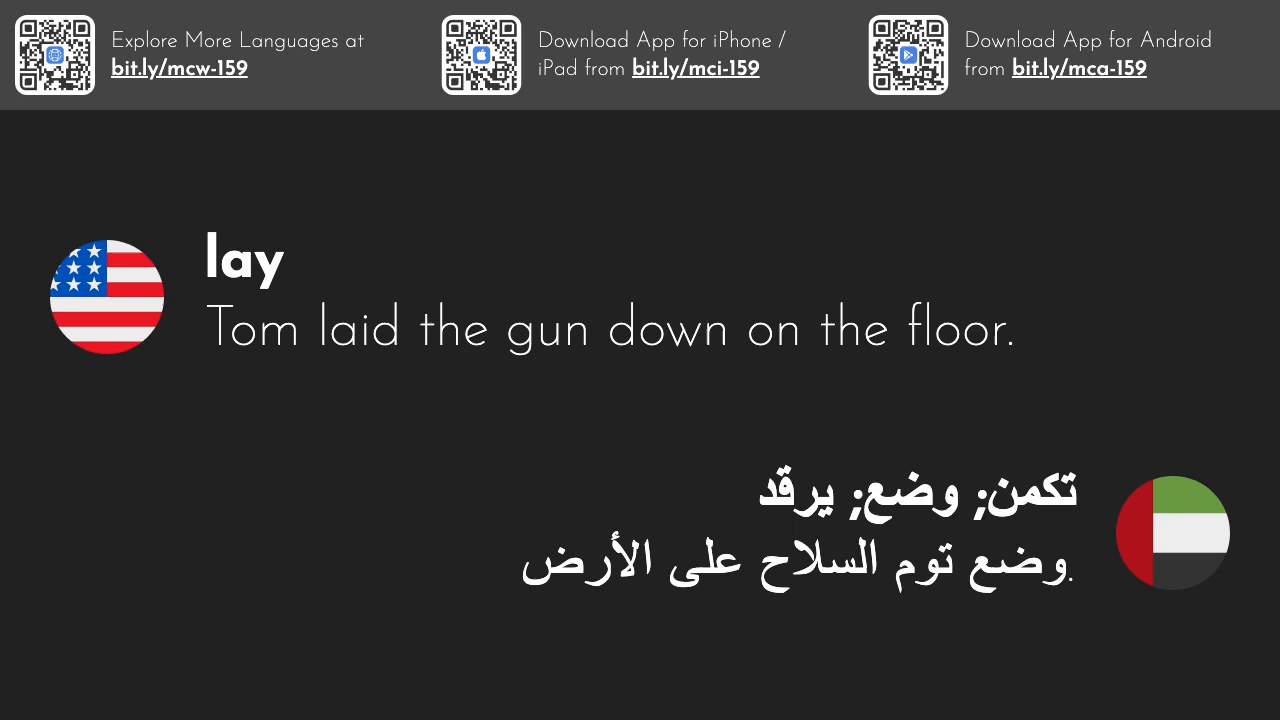 Explore More Languages at
bit.ly/mcw-159
Download App for iPhone /
iPad from bit.ly/mci-159
Download App for Android
from bit.ly/mca-159
lay
Tom laid the gun down on the floor.
تكمن; وضع; يرقد
وضع توم السلاح على الأرض.